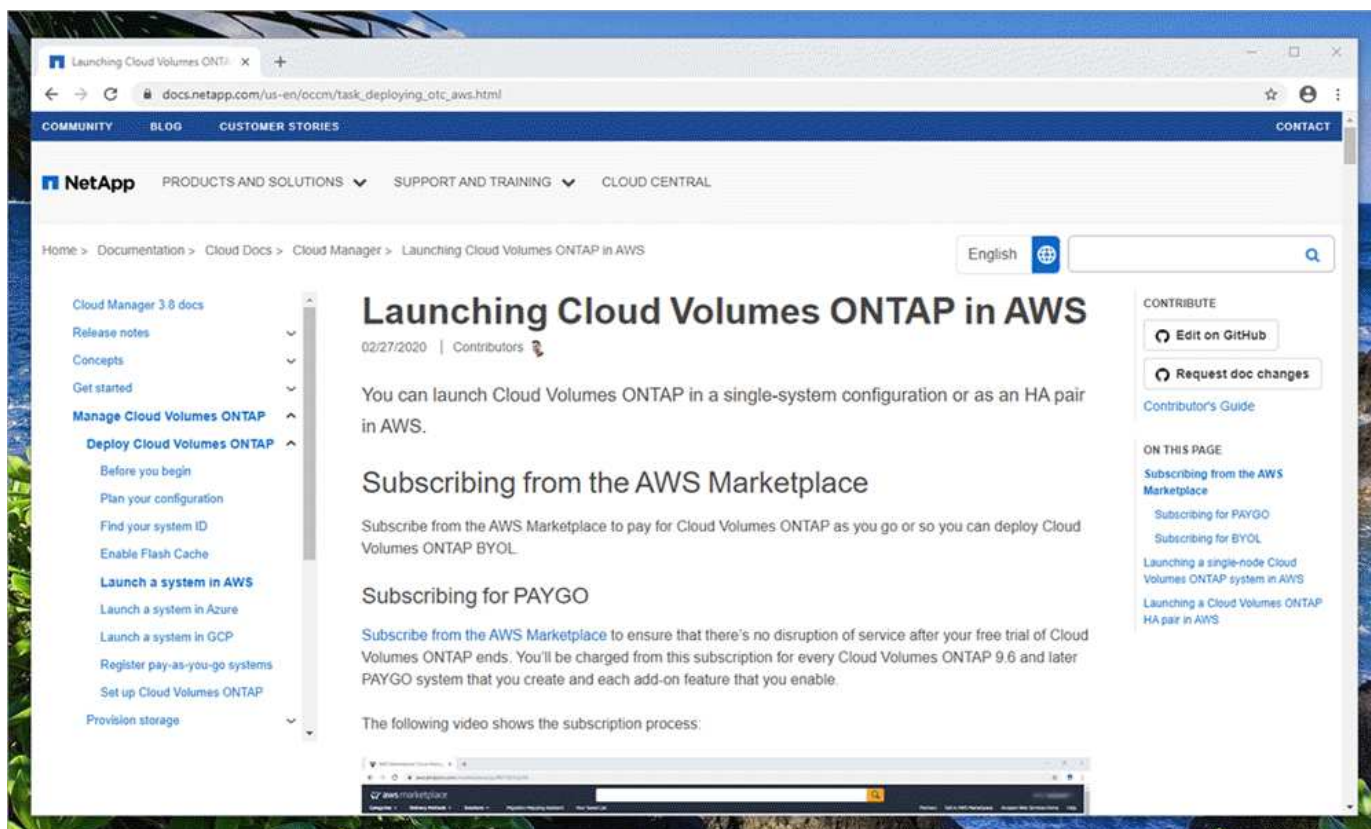 Launching Cloud Volumes ONTA
docs.netapp.com/us-en/occm/task_deploying_otc_aws.html
COMMUNITY BLOG CUSTOMER STORIES CONTACT
NetApp PRODUCTS AND SOLUTIONS SUPPORT AND TRAINING CLOUD CENTRAL
Home > Documentation > Cloud Docs > Cloud Manager > Launching Cloud Volumes ONTAP in AWS
English
Cloud Manager 3.8 docs
Release notes
Concepts
Get started
Manage Cloud Volumes ONTAP
Deploy Cloud Volumes ONTAP
Before you begin
Plan your configuration
Find your system ID
Enable Flash Cache
Launch a system in AWS
Launch a system in Azure
Launch a system in GCP
Register pay-as-you-go systems
Set up Cloud Volumes ONTAP
Provision storage
Launching Cloud Volumes ONTAP in AWS
02/27/2020 | Contributors
You can launch Cloud Volumes ONTAP in a single-system configuration or as an HA pair
in AWS.
Subscribing from the AWS Marketplace
Subscribe from the AWS Marketplace to pay for Cloud Volumes ONTAP as you go or so you can deploy Cloud
Volumes ONTAP BYOL.
Subscribing for PAYGO
Subscribe from the AWS Marketplace to ensure that there's no disruption of service after your free trial of Cloud
Volumes ONTAP ends. You'll be charged from this subscription for every Cloud Volumes ONTAP 9.6 and later
PAYGO system that you create and each add-on feature that you enable.
The following video shows the subscription process:
aws marketplace
CONTRIBUTE
Edit on GitHub
Request doc changes
Contributor's Guide
ON THIS PAGE
Subscribing from the AWS
Marketplace
Subscribing for PAYGO
Subscribing for BYOL
Launching a single-node Cloud
Volumes ONTAP system in AWS
Launching a Cloud Volumes ONTAP
HA pair in AWS